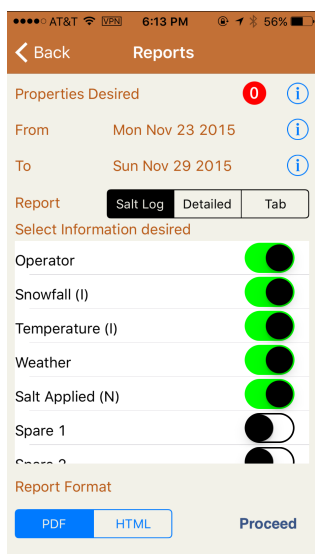 AT&T VPN 6:13 PM 56%
Back Reports
Properties Desired 0 i
From Mon Nov 23 2015 i
To Sun Nov 29 2015 i
Report Salt Log Detailed Tab
Select Information desired
Operator
Snowfall (I)
Temperature (I)
Weather
Salt Applied (N)
Spare 1
Spare 2
Report Format
PDF HTML Proceed